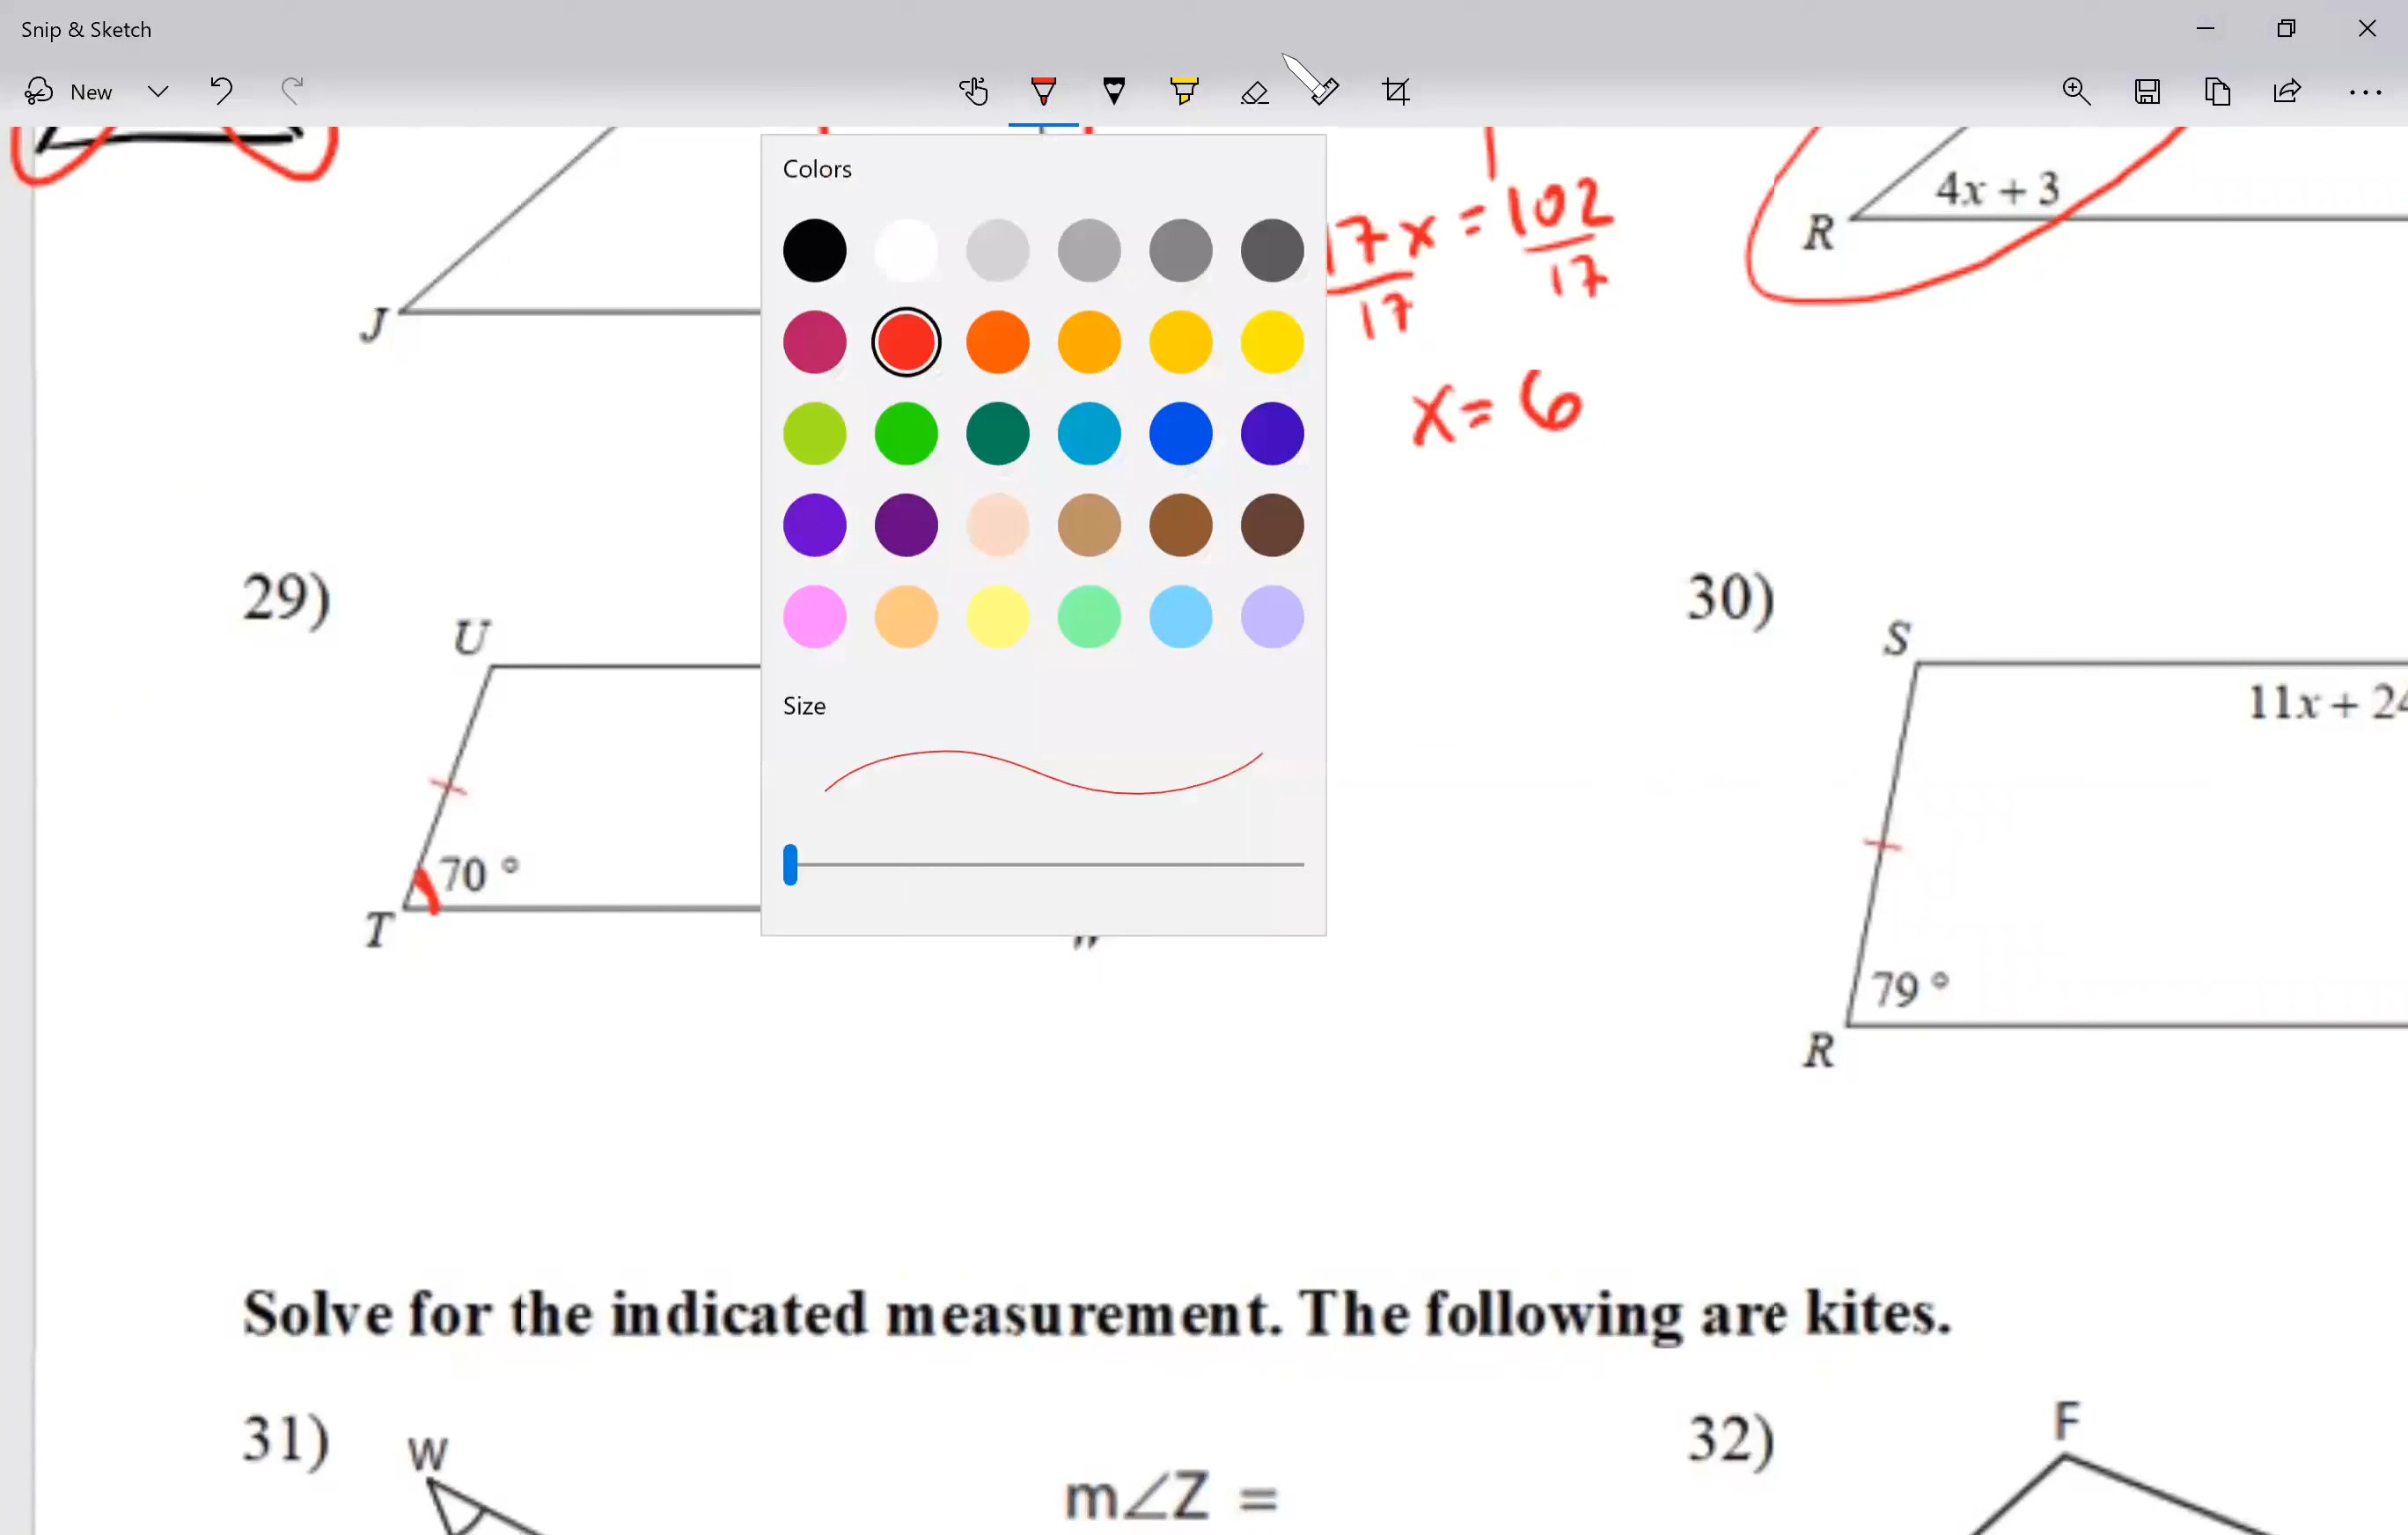 Snip & Sketch
New
Colors
4x + 3
R
17x = 102
17 17
J
x = 6
Size
29)
U
70 °
T
30)
S
11x + 24
79 °
R
Solve for the indicated measurement. The following are kites.
31)
W
m∠Z =
32)
F